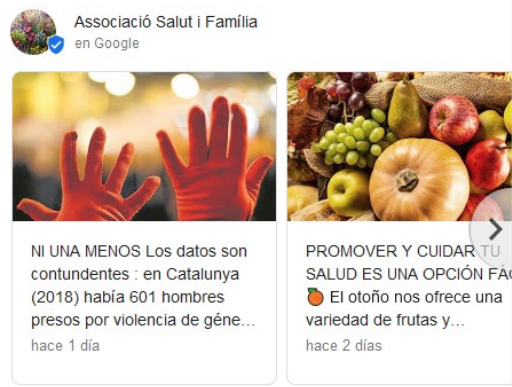 Associació Salut i Família
en Google
NI UNA MENOS Los datos son
contundentes : en Catalunya
(2018) había 601 hombres
presos por violencia de géne...
hace 1 día
PROMOVER Y CUIDAR TU
SALUD ES UNA OPCIÓN FÁC
🍊 El otoño nos ofrece una
variedad de frutas y...
hace 2 días